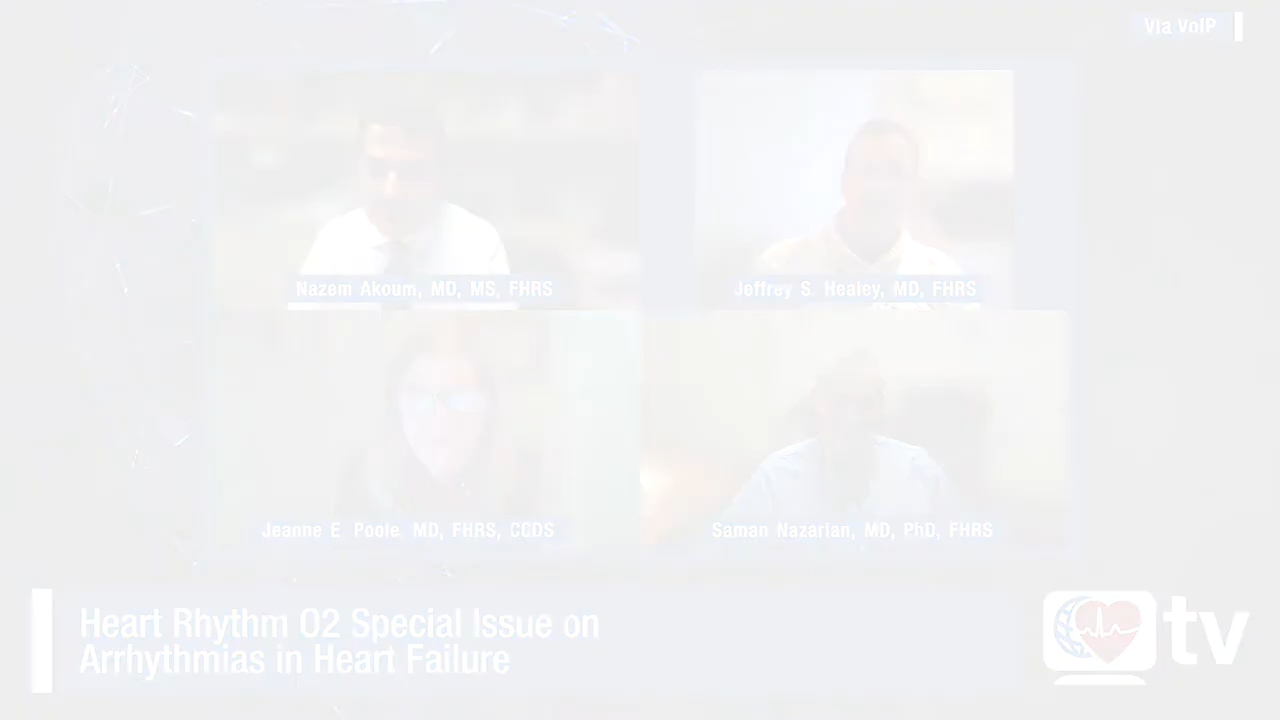 Via VoIP
Nazem Akoum, MD, MS, FHRS
Jeffrey S. Healey, MD, FHRS
Jeanne E. Poole, MD, FHRS, CCDS
Saman Nazarian, MD, PhD, FHRS
Heart Rhythm O2 Special Issue on
Arrhythmias in Heart Failure
tv